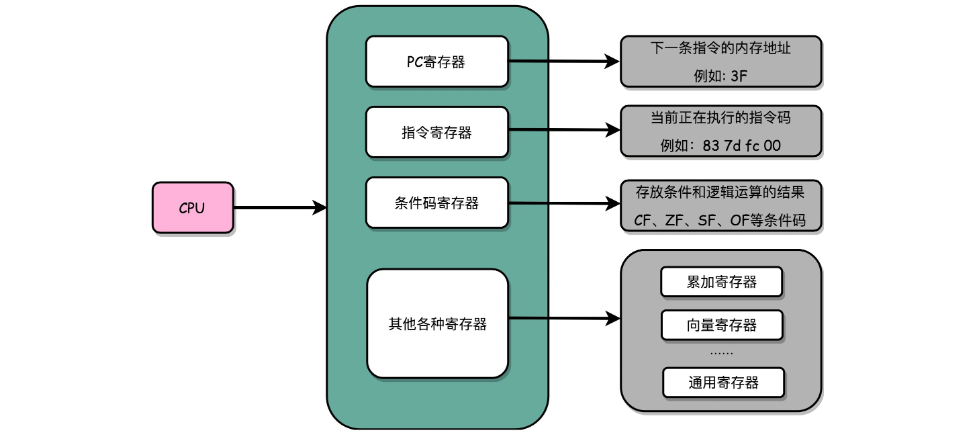 CPU
PC寄存器
下一条指令的内存地址
例如: 3F
指令寄存器
当前正在执行的指令码
例如：83 7d fc 00
条件码寄存器
存放条件和逻辑运算的结果
CF、ZF、SF、OF等条件码
其他各种寄存器
累加寄存器
向量寄存器
……
通用寄存器